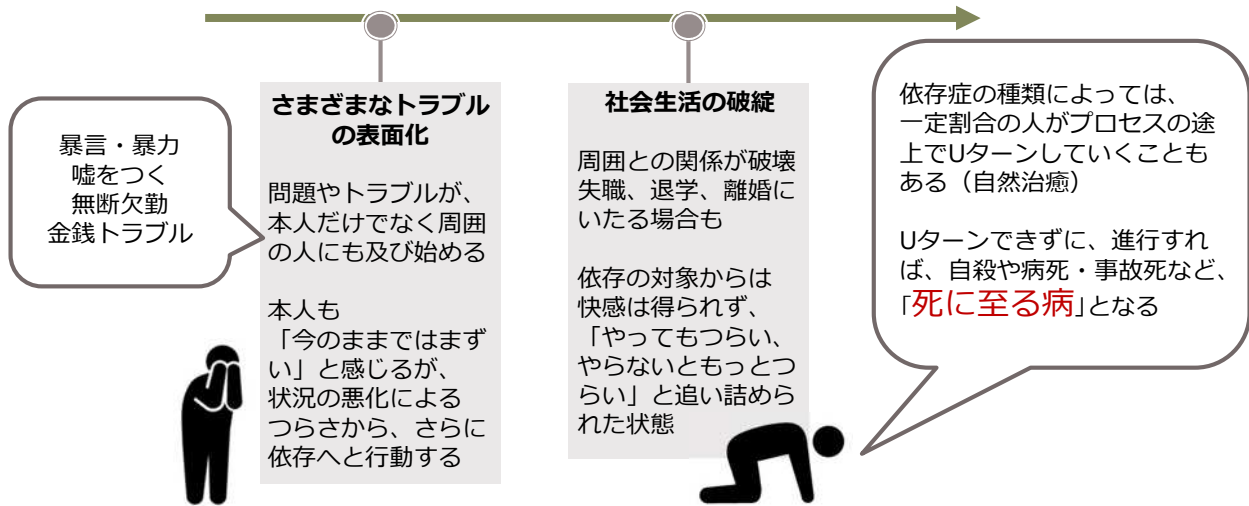 暴言・暴力
嘘をつく
無断欠勤
金銭トラブル
さまざまなトラブル
の表面化
問題やトラブルが、
本人だけでなく周囲
の人にも及び始める
本人も
「今のままではまず
い」と感じるが、
状況の悪化による
つらさから、さらに
依存へと行動する
社会生活の破綻
周囲との関係が破壊
失職、退学、離婚に
いたる場合も
依存の対象からは
快感は得られず、
「やってもつらい、
やらないともっとつ
らい」と追い詰めら
れた状態
依存症の種類によっては、
一定割合の人がプロセスの途
上でUターンしていくことも
ある（自然治癒）
Uターンできずに、進行すれ
ば、自殺や病死・事故死など、
「死に至る病」となる